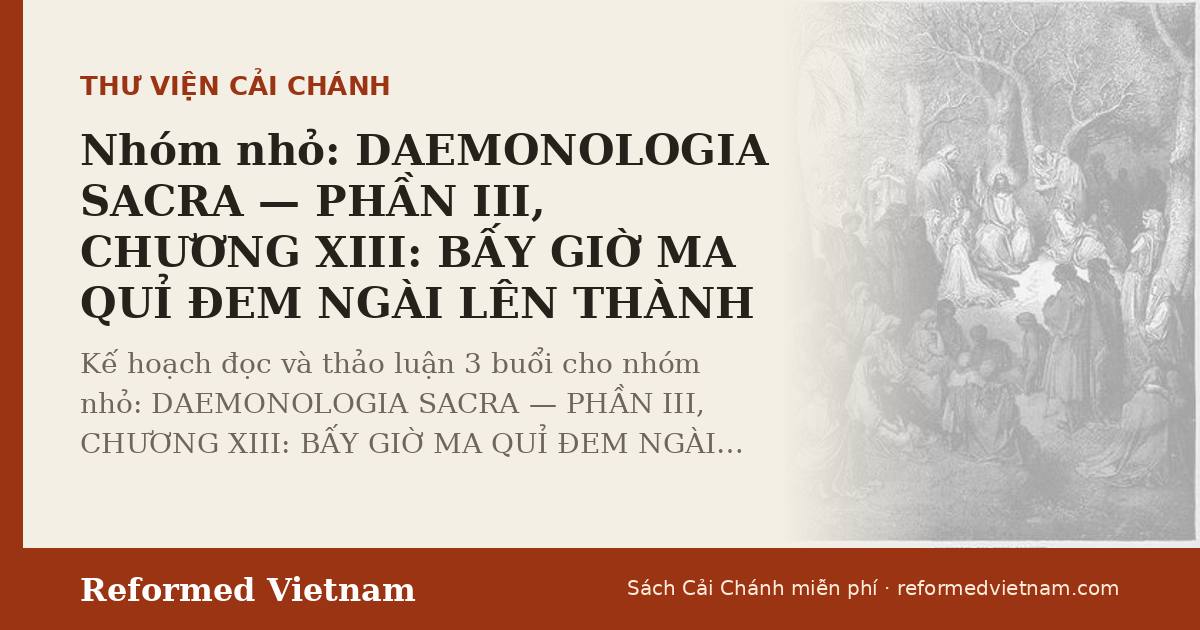 THƯ VIỆN CẢI CHÁNH
Nhóm nhỏ: DAEMONOLOGIA
SACRA — PHẦN III,
CHƯƠNG XIII: BẤY GIỜ MA
QUỈ ĐEM NGÀI LÊN THÀNH
Kế hoạch đọc và thảo luận 3 buổi cho nhóm
nhỏ: DAEMONOLOGIA SACRA — PHẦN III,
CHƯƠNG XIII: BẤY GIỜ MA QUỈ ĐEM NGÀI…
Reformed Vietnam
Sách Cải Chánh miễn phí · reformedvietnam.com